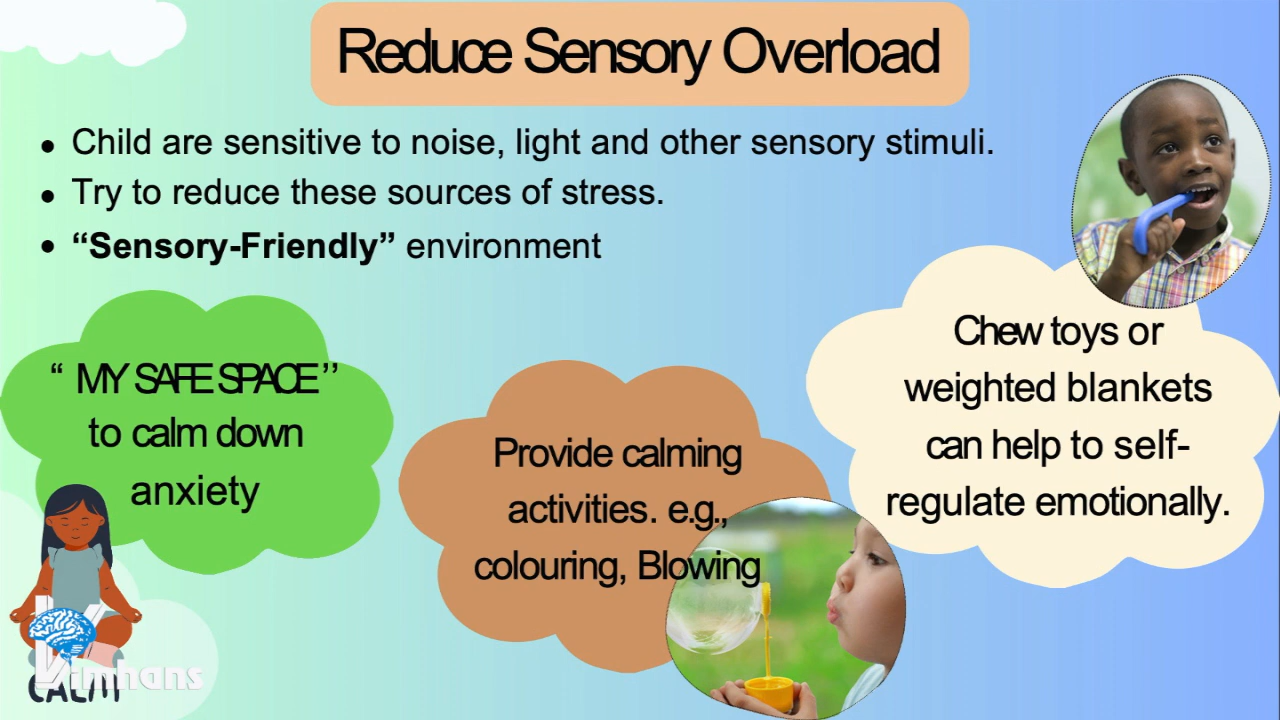 Reduce Sensory Overload
• Child are sensitive to noise, light and other sensory stimuli.
• Try to reduce these sources of stress.
• “Sensory-Friendly” environment
“ MY SAFE SPACE’’
to calm down
anxiety
Provide calming
activities. e.g.,
colouring, Blowing
Chew toys or
weighted blankets
can help to self-
regulate emotionally.
Vimhans
CALM